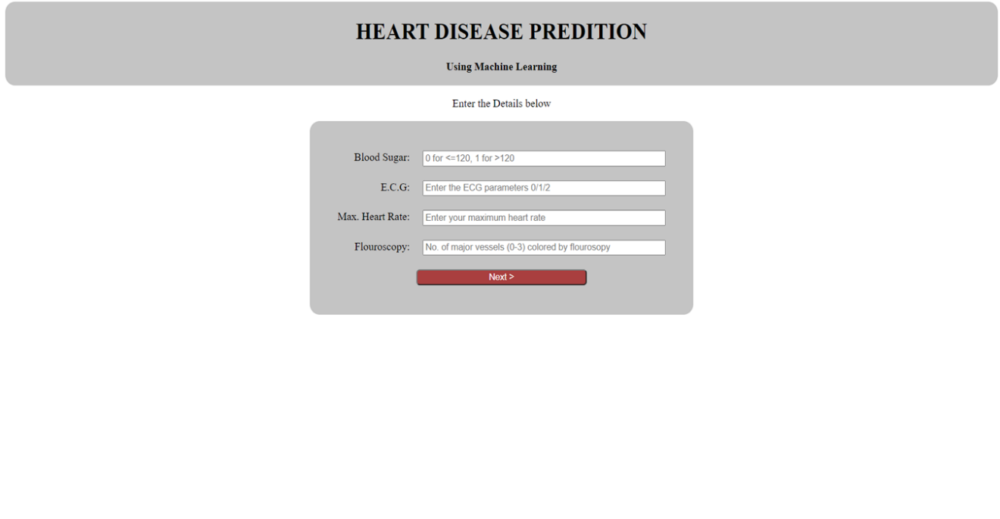 HEART DISEASE PREDITION
Using Machine Learning
Enter the Details below
Blood Sugar: 0 for <=120, 1 for >120
E.C.G: Enter the ECG parameters 0/1/2
Max. Heart Rate: Enter your maximum heart rate
Flouroscopy: No. of major vessels (0-3) colored by flourosopy
Next >